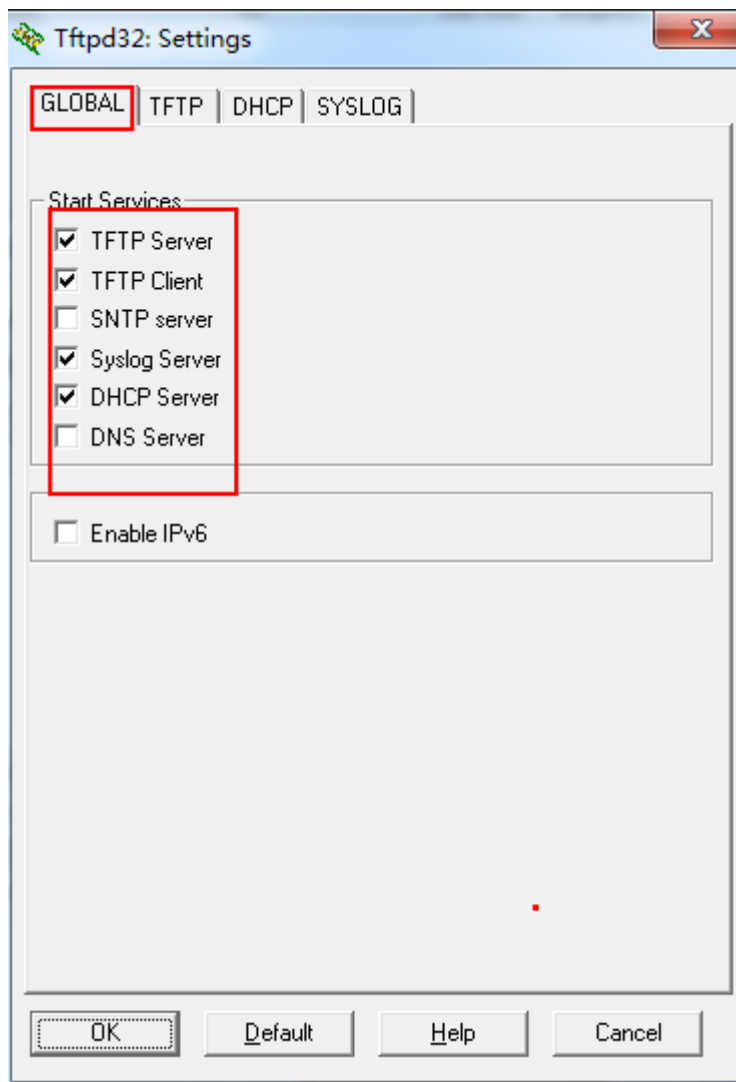 Tftpd32: Settings
GLOBAL TFTP DHCP SYSLOG
Start Services
TFTP Server
TFTP Client
SNTP server
Syslog Server
DHCP Server
DNS Server
Enable IPv6
OK Default Help Cancel